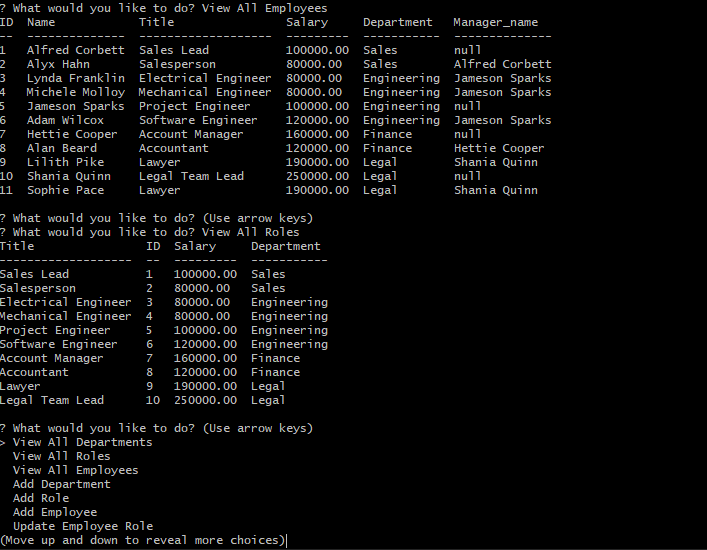 ? What would you like to do? View All Employees
ID  Name            Title                Salary     Department   Manager_name
--  --------------  -------------------  ---------  -----------  --------------
1   Alfred Corbett  Sales Lead           100000.00  Sales        null
2   Alyx Hahn       Salesperson          80000.00   Sales        Alfred Corbett
3   Lynda Franklin  Electrical Engineer  80000.00   Engineering  Jameson Sparks
4   Michele Molloy  Mechanical Engineer  80000.00   Engineering  Jameson Sparks
5   Jameson Sparks  Project Engineer     100000.00  Engineering  null
6   Adam Wilcox     Software Engineer    120000.00  Engineering  Jameson Sparks
7   Hettie Cooper   Account Manager      160000.00  Finance      null
8   Alan Beard      Accountant           120000.00  Finance      Hettie Cooper
9   Lilith Pike     Lawyer               190000.00  Legal        Shania Quinn
10  Shania Quinn    Legal Team Lead      250000.00  Legal        null
11  Sophie Pace     Lawyer               190000.00  Legal        Shania Quinn
? What would you like to do? (Use arrow keys)
? What would you like to do? View All Roles
Title                ID  Salary     Department
-------------------  --  ---------  -----------
Sales Lead           1   100000.00  Sales
Salesperson          2   80000.00   Sales
Electrical Engineer  3   80000.00   Engineering
Mechanical Engineer  4   80000.00   Engineering
Project Engineer     5   100000.00  Engineering
Software Engineer    6   120000.00  Engineering
Account Manager      7   160000.00  Finance
Accountant           8   120000.00  Finance
Lawyer               9   190000.00  Legal
Legal Team Lead      10  250000.00  Legal
? What would you like to do? (Use arrow keys)
> View All Departments
  View All Roles
  View All Employees
  Add Department
  Add Role
  Add Employee
  Update Employee Role
(Move up and down to reveal more choices)